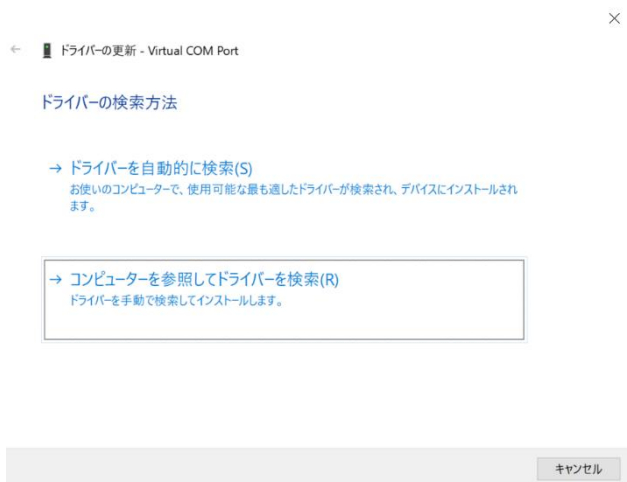 ドライバーの更新 - Virtual COM Port
ドライバーの検索方法
→ ドライバーを自動的に検索(S)
お使いのコンピューターで、使用可能な最も適したドライバーが検索され、デバイスにインストールされ
ます。
→ コンピューターを参照してドライバーを検索(R)
ドライバーを手動で検索してインストールします。
キャンセル